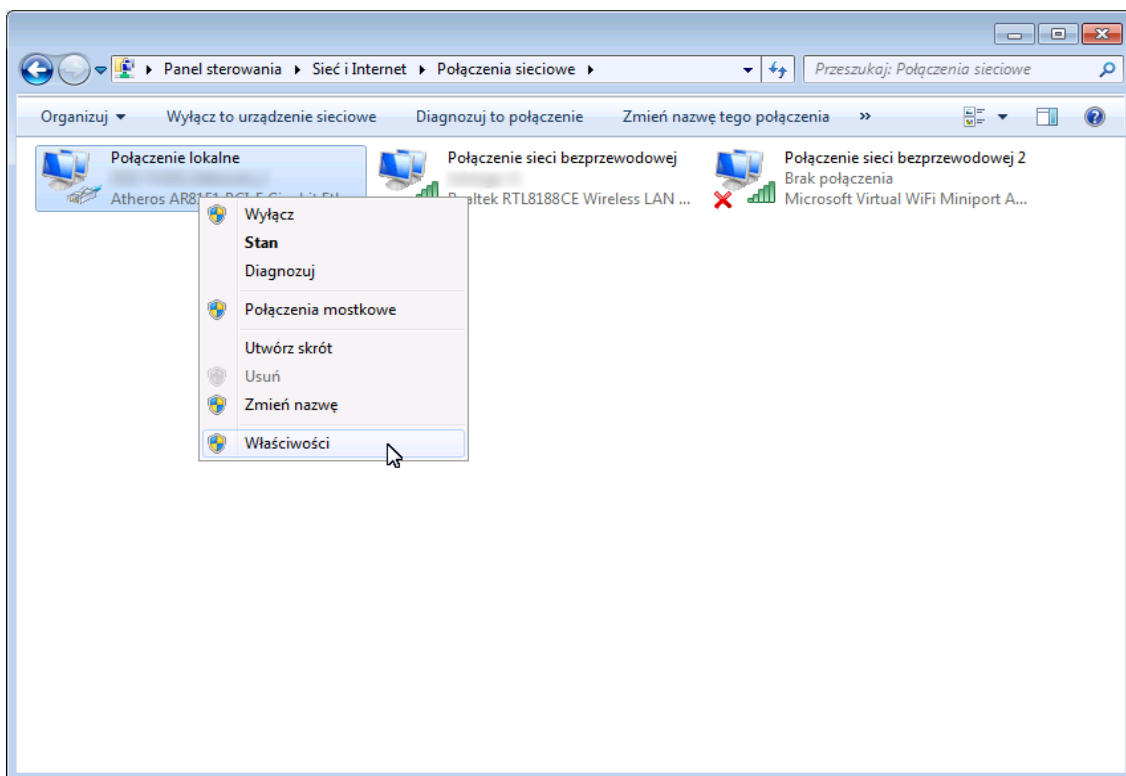 Panel sterowania Sieć i Internet Połączenia sieciowe
Przeszukaj: Połączenia sieciowe
Organizuj Wyłącz to urządzenie sieciowe Diagnozuj to połączenie Zmień nazwę tego połączenia »
Połączenie lokalne
Atheros
Połączenie sieci bezprzewodowej
RTL8188CE Wireless LAN ...
Połączenie sieci bezprzewodowej 2
Brak połączenia
Microsoft Virtual WiFi Miniport A...
Wyłącz
Stan
Diagnozuj
Połączenia mostkowe
Utwórz skrót
Usuń
Zmień nazwę
Właściwości